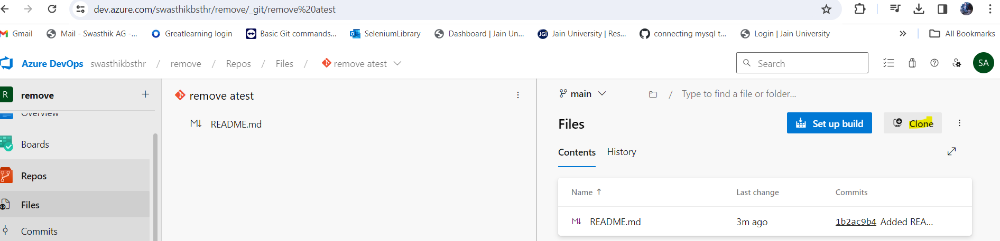 dev.azure.com/swasthikbsthr/remove/_git/remove%20atest
Gmail Mail - Swasthik AG -... Greatlearning login Basic Git commands... SeleniumLibrary Dashboard | Jain Un... JGI Jain University | Res... connecting mysql t... Login | Jain University » All Bookmarks
Azure DevOps swasthikbsthr / remove / Repos / Files / remove atest
Search
SA
R remove +
Overview
Boards
Repos
Files
Commits
remove atest
README.md
main
/ Type to find a file or folder...
Files
Set up build
Clone
Contents History
Name ↑ Last change Commits
README.md 3m ago 1b2ac9b4 Added REA...